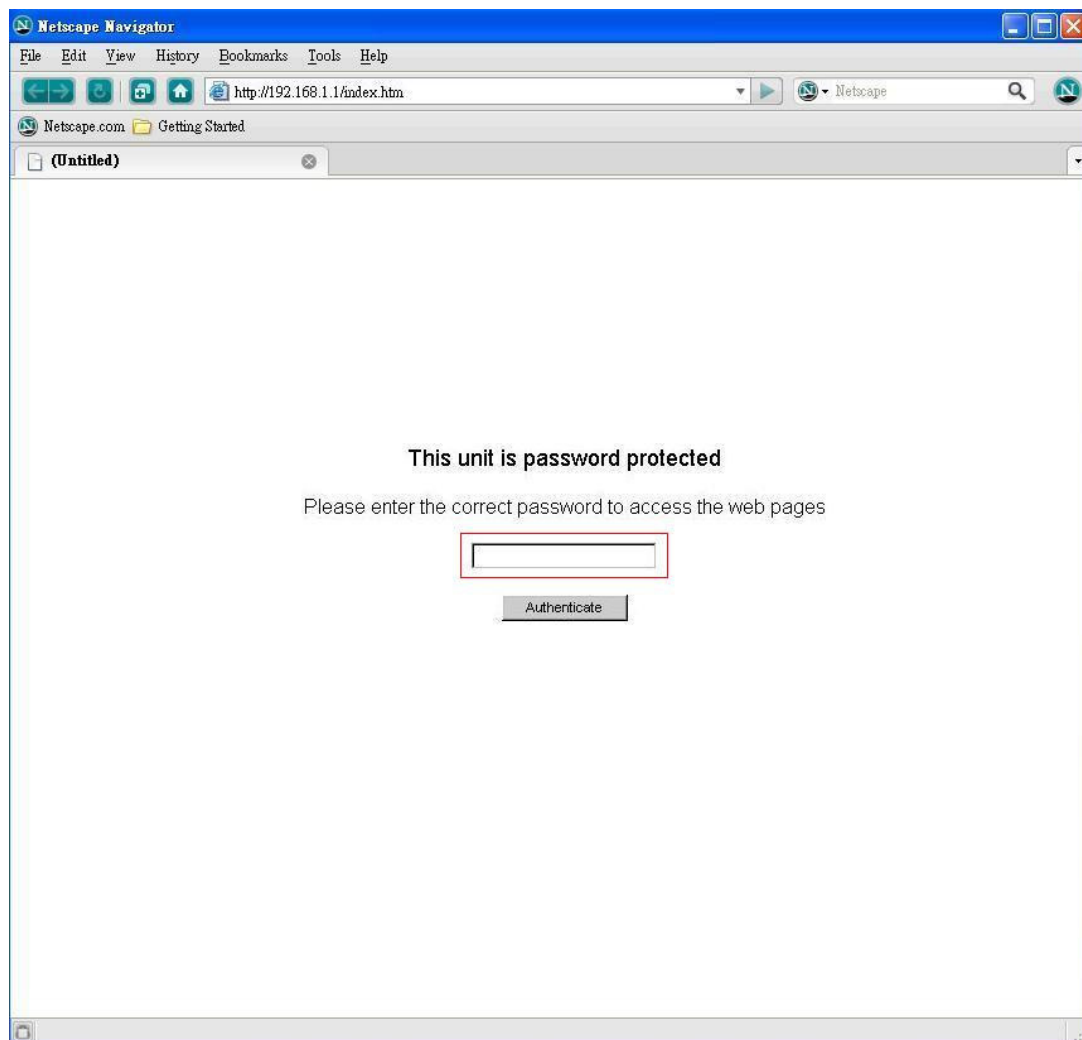 Netscape Navigator
File Edit View History Bookmarks Tools Help
http://192.168.1.1/index.htm Netscape
Netscape.com Getting Started
(Untitled)
This unit is password protected
Please enter the correct password to access the web pages
Authenticate